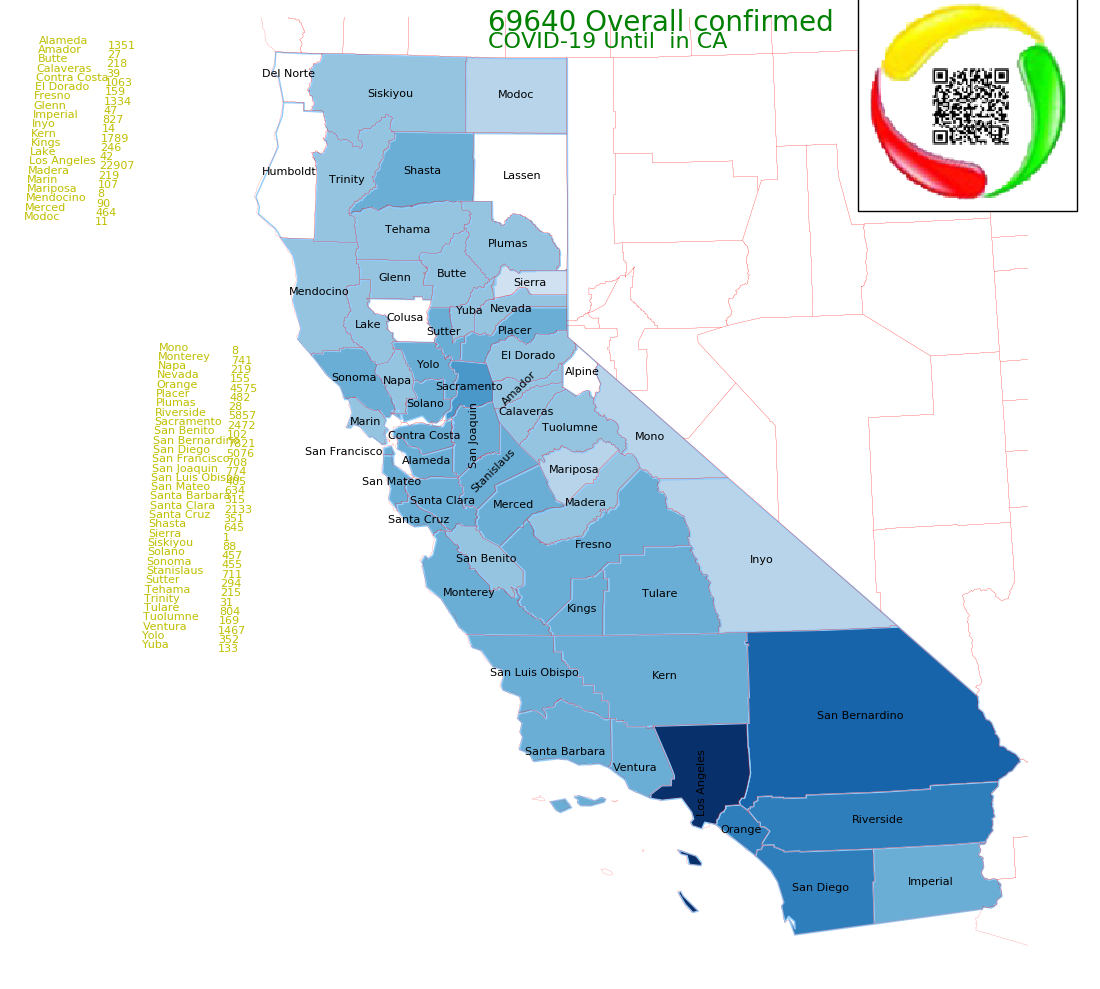 69640 Overall confirmed
COVID-19 Until in CA
Alameda 1351
Amador 27
Butte 218
Calaveras 39
Contra Costa 1063
El Dorado 159
Fresno 1334
Glenn 47
Imperial 827
Inyo 14
Kern 1789
Kings 246
Lake 42
Los Angeles 22907
Madera 219
Marin 107
Mariposa 8
Mendocino 90
Merced 464
Modoc 11
Mono 8
Monterey 741
Napa 219
Nevada 155
Orange 4575
Placer 482
Plumas 28
Riverside 5857
Sacramento 2472
San Benito 102
San Bernardino 7821
San Diego 5076
San Francisco 708
San Joaquin 774
San Luis Obispo 405
San Mateo 634
Santa Barbara 315
Santa Clara 2133
Santa Cruz 351
Shasta 645
Sierra 1
Siskiyou 88
Solano 457
Sonoma 455
Stanislaus 711
Sutter 294
Tehama 215
Trinity 31
Tulare 804
Tuolumne 169
Ventura 1467
Yolo 352
Yuba 133
Del Norte
Siskiyou
Modoc
Humboldt
Trinity
Shasta
Lassen
Tehama
Plumas
Mendocino
Glenn
Butte
Sierra
Colusa
Lake
Yuba
Nevada
Sutter
Placer
Sonoma
Napa
Yolo
El Dorado
Alpine
Sacramento
Amador
Solano
Calaveras
Marin
Contra Costa
San Joaquin
Tuolumne
Mono
San Francisco
Alameda
Stanislaus
Mariposa
San Mateo
Santa Clara
Merced
Madera
Santa Cruz
San Benito
Fresno
Inyo
Monterey
Kings
Tulare
San Luis Obispo
Kern
San Bernardino
Santa Barbara
Ventura
Los Angeles
Orange
Riverside
San Diego
Imperial